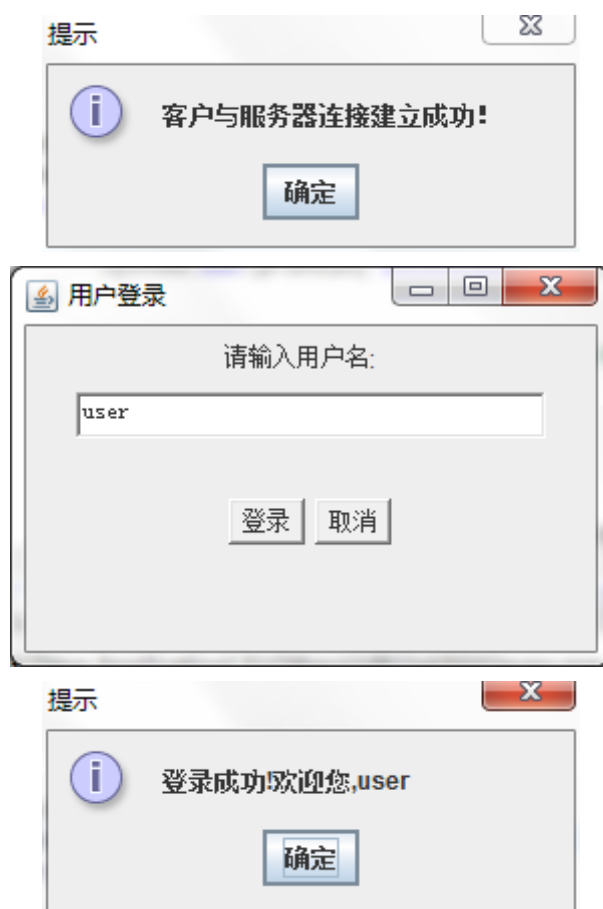 提示
客户与服务器连接建立成功!
确定
用户登录
请输入用户名:
user
登录 取消
提示
登录成功!欢迎您,user
确定